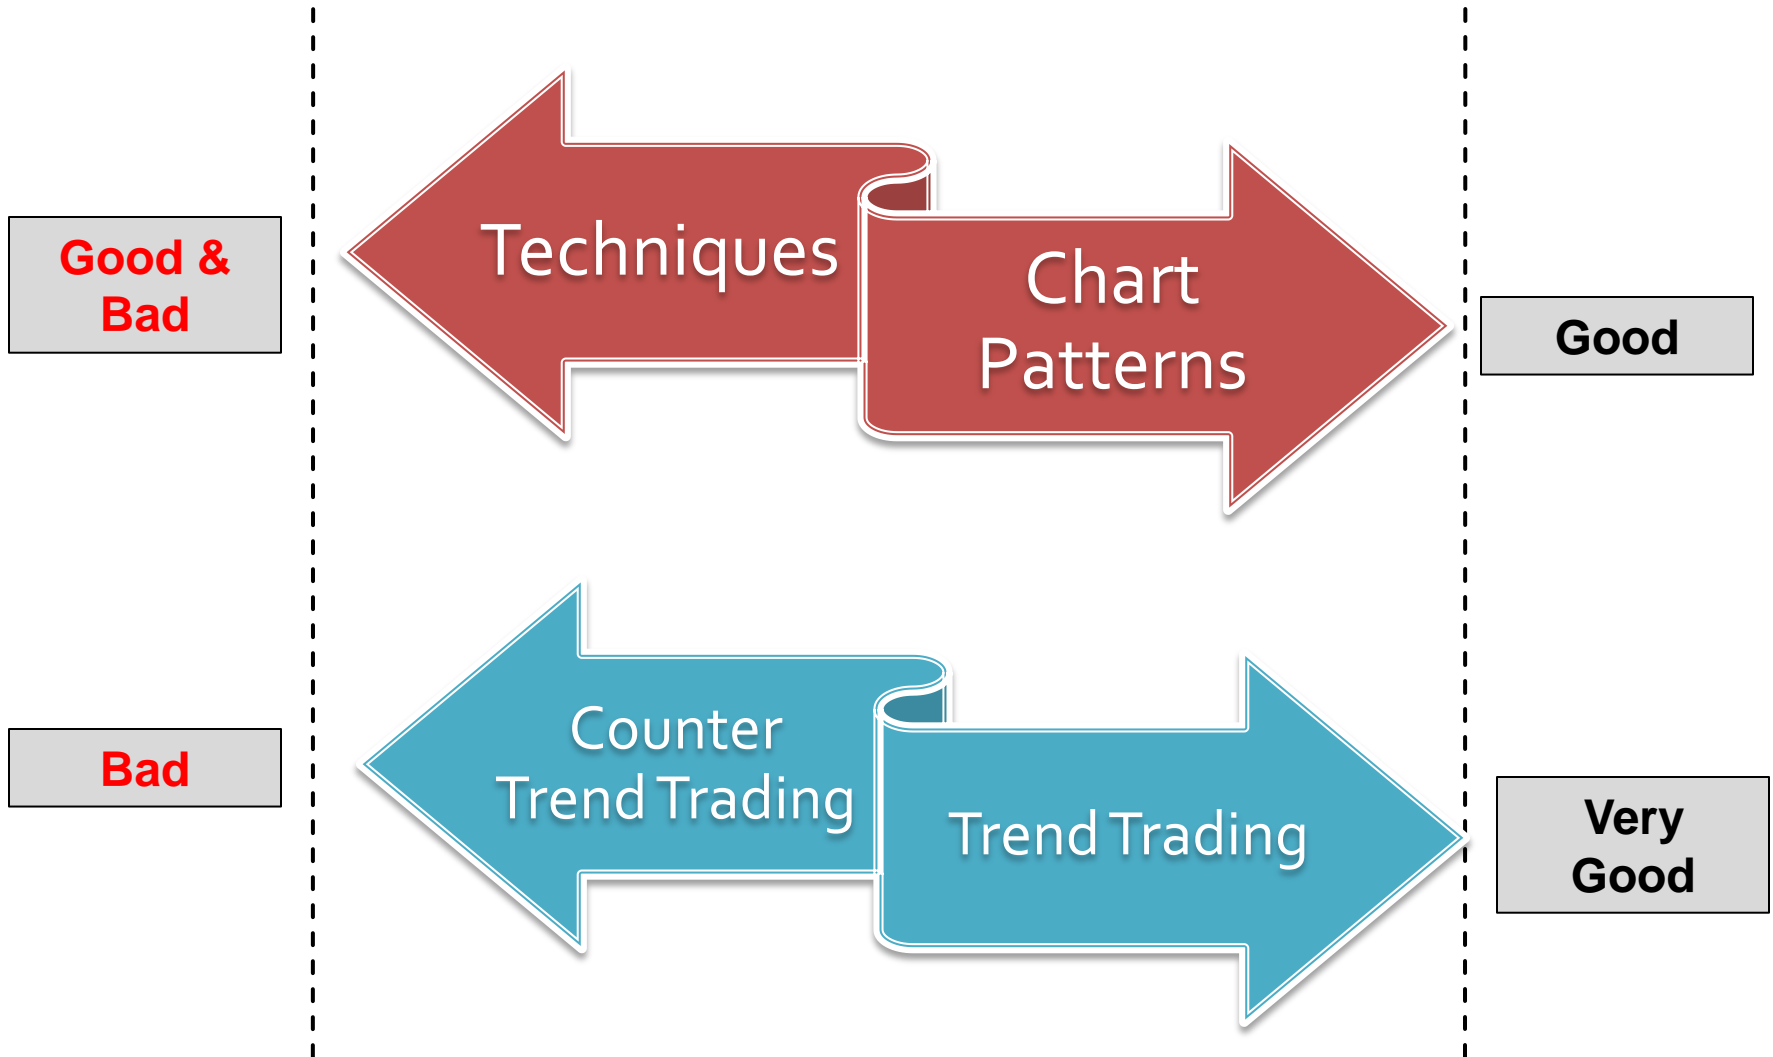 Good &
Bad
Techniques
Chart
Patterns
Good
Bad
Counter
Trend Trading
Trend Trading
Very
Good